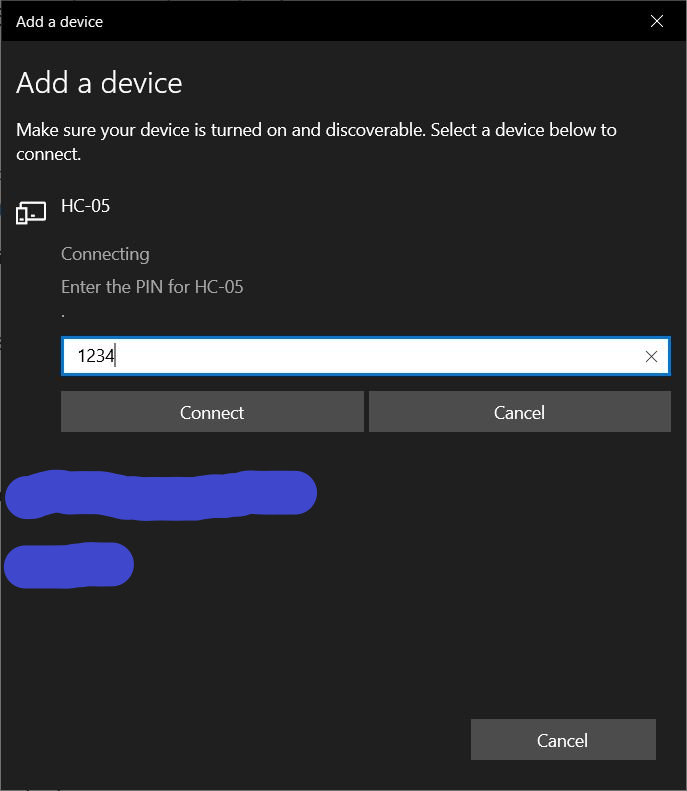 Add a device
Add a device
Make sure your device is turned on and discoverable. Select a device below to
connect.
HC-05
Connecting
Enter the PIN for HC-05
.
1234
Connect Cancel
Cancel